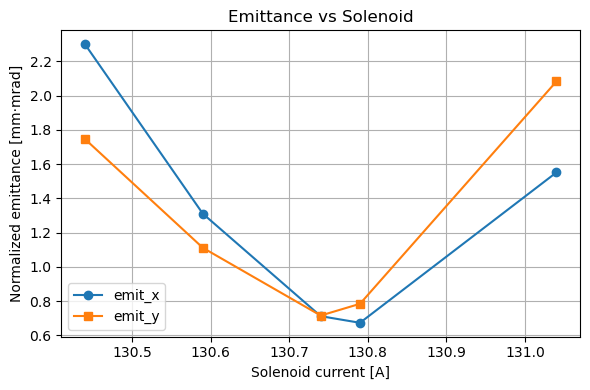 Emittance vs Solenoid
Normalized emittance [mm·mrad]
2.2
2.0
1.8
1.6
1.4
1.2
1.0
0.8
0.6
emit_x
emit_y
130.5 130.6 130.7 130.8 130.9 131.0
Solenoid current [A]